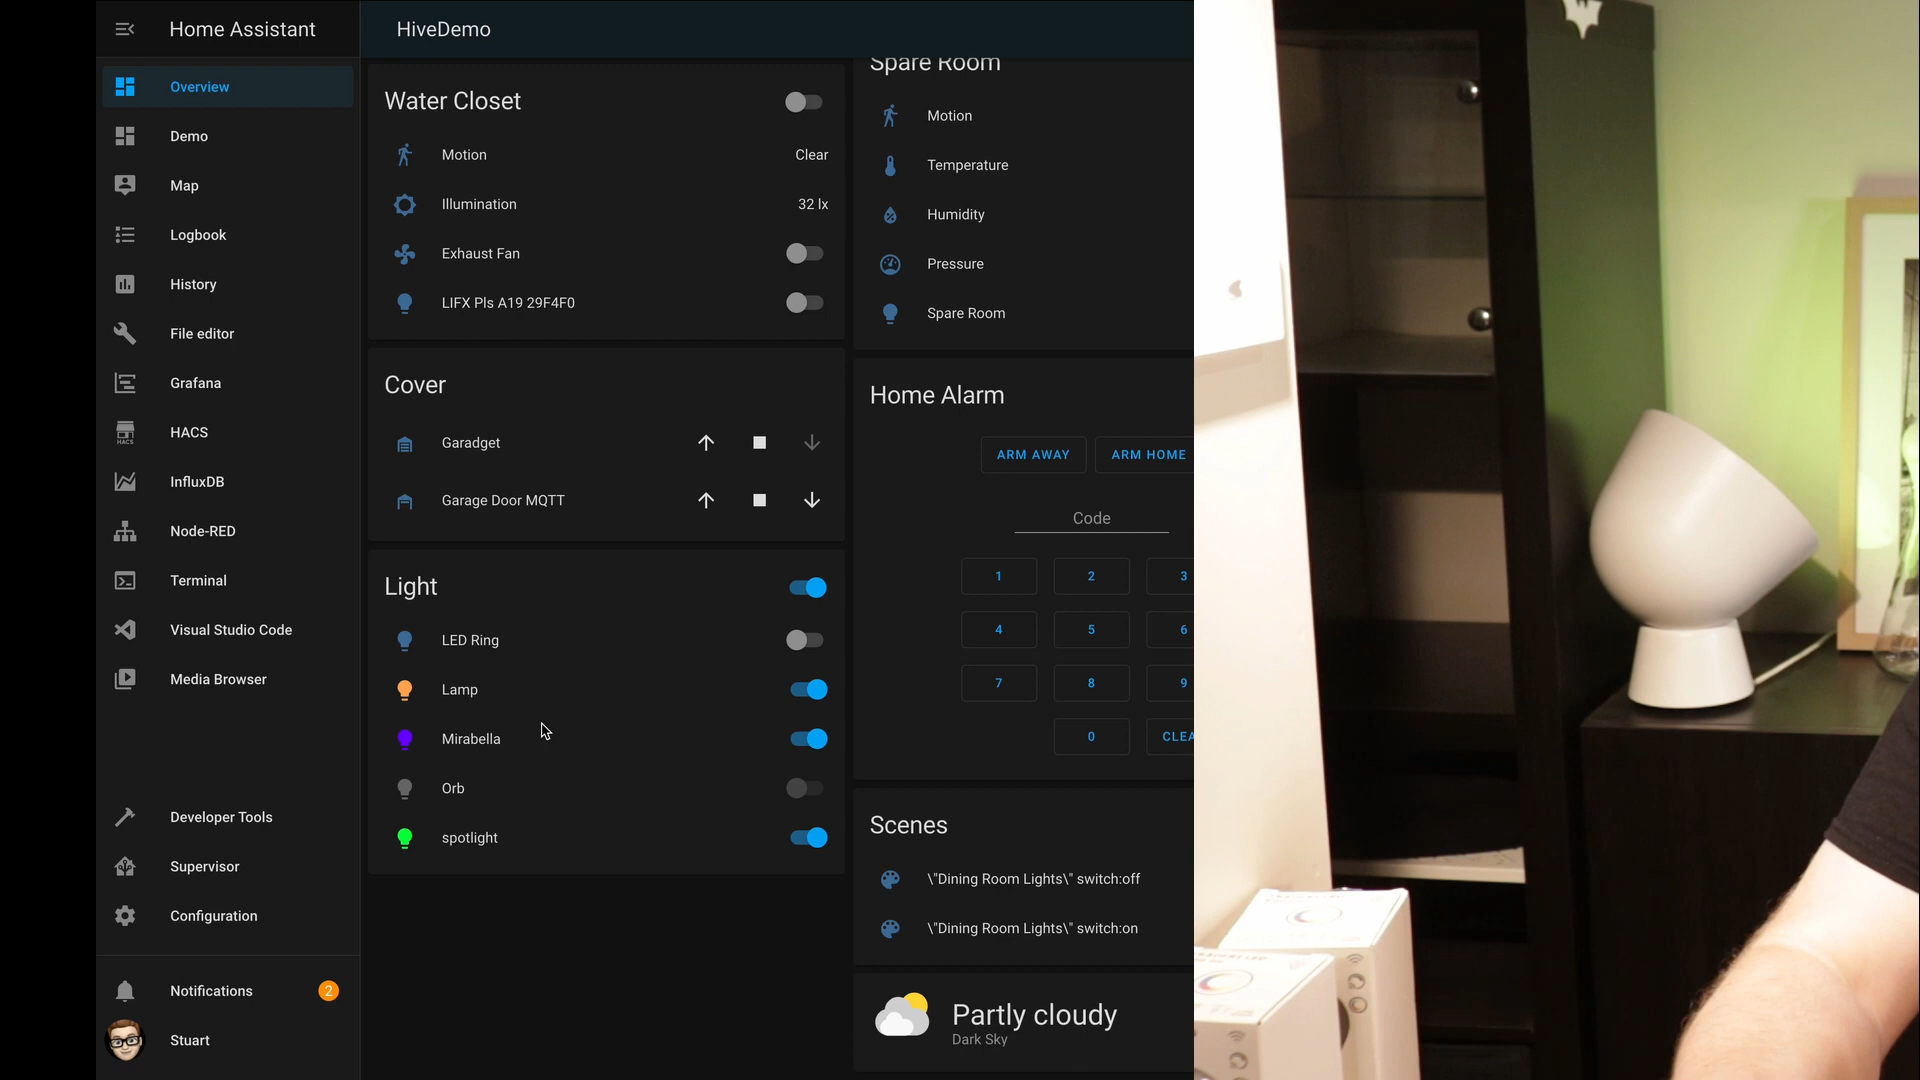 Home Assistant
HiveDemo
Overview
Demo
Map
Logbook
History
File editor
Grafana
HACS
HACS
InfluxDB
Node-RED
Terminal
Visual Studio Code
Media Browser
Developer Tools
Supervisor
Configuration
Notifications 2
Stuart
Water Closet
Motion Clear
Illumination 32 lx
Exhaust Fan
LIFX Pls A19 29F4F0
Cover
Garadget
Garage Door MQTT
Light
LED Ring
Lamp
Mirabella
Orb
spotlight
Spare Room
Motion
Temperature
Humidity
Pressure
Spare Room
Home Alarm
ARM AWAY ARM HOME
Code
1 2 3
4 5 6
7 8 9
0 CLEA
Scenes
\"Dining Room Lights\" switch:off
\"Dining Room Lights\" switch:on
Partly cloudy
Dark Sky